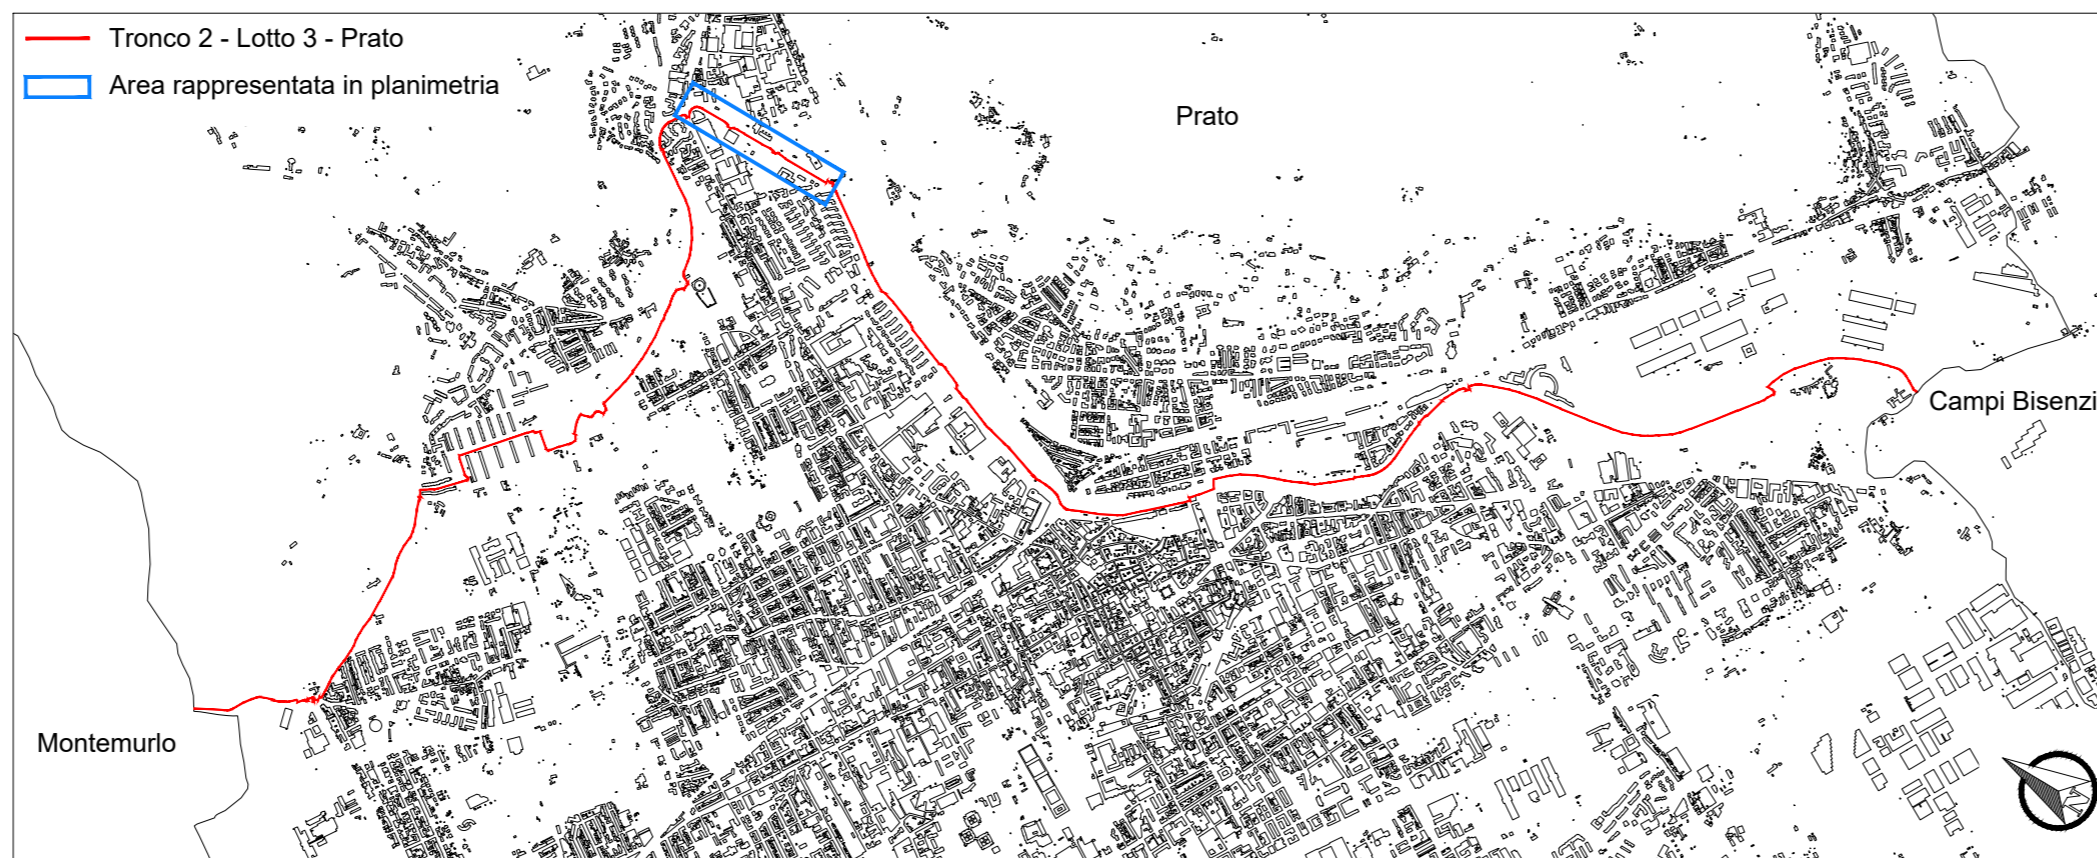 Tronco 2 - Lotto 3 - Prato
Area rappresentata in planimetria
Prato
Campi Bisenzi
Montemurlo
N